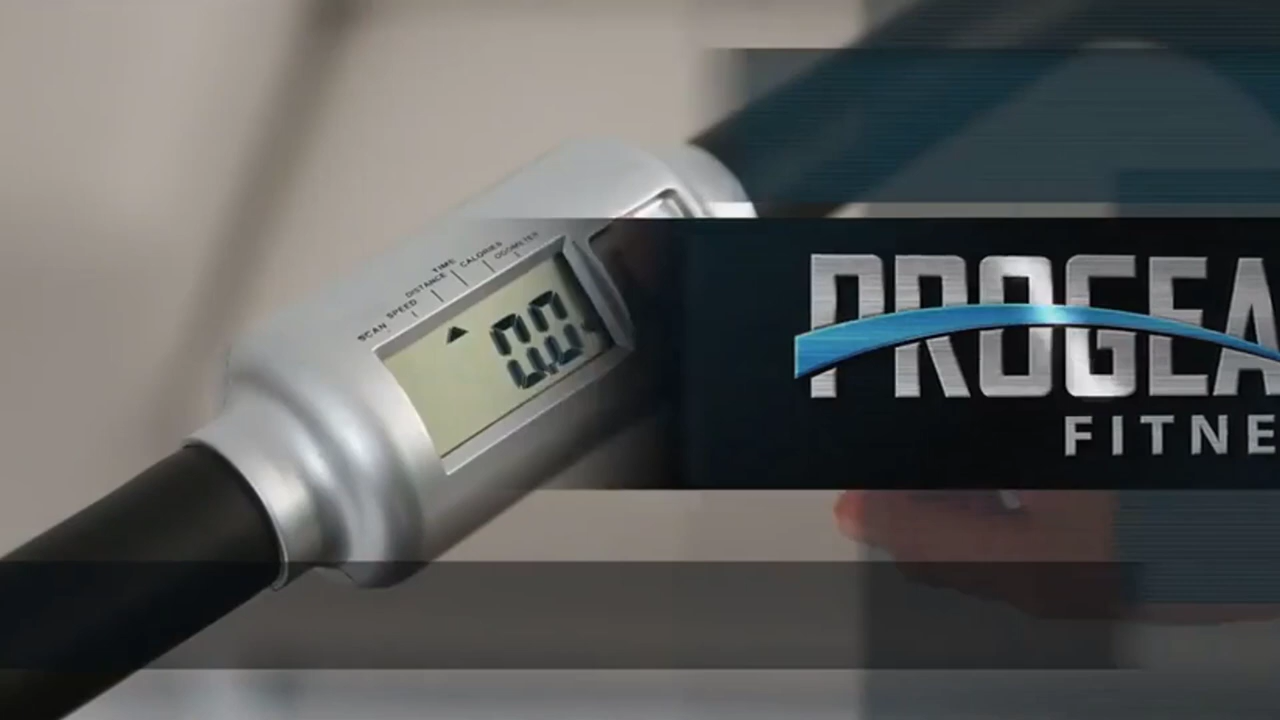 SCAN SPEED DISTANCE TIME CALORIES ODOMETER
0.0
PROGEA
FITNE